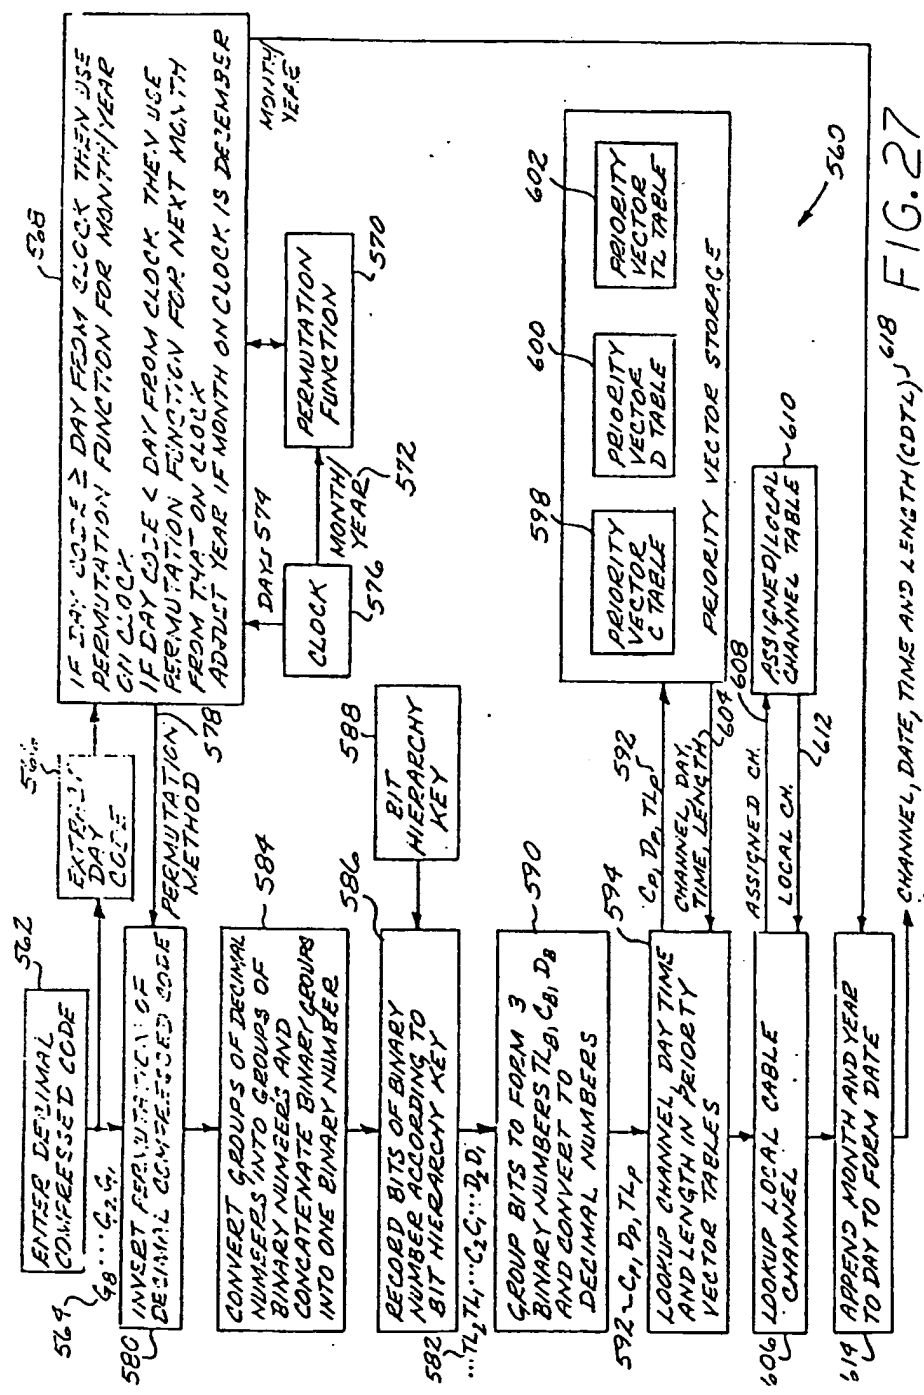 562
ENTER DECIMAL
COMPRESSED CODE
564
G8 ... G2 G1
EXTERNAL
DAY
CODE
568
IF DAY CODE ≥ DAY FROM CLOCK THEN USE
PERMUTATION FUNCTION FOR MONTH/YEAR
ON CLOCK
IF DAY CODE < DAY FROM CLOCK THEN USE
PERMUTATION FUNCTION FOR NEXT MONTH
FROM THAT ON CLOCK
ADJUST YEAR IF MONTH ON CLOCK IS DECEMBER
MONTH/
YEAR
PERMUTATION
METHOD
578
DAYS 574
CLOCK
576
MONTH/
YEAR
572
PERMUTATION
FUNCTION
570
580
INVERT PERMUTATION OF
DECIMAL COMPRESSED CODE
584
CONVERT GROUPS OF DECIMAL
NUMBERS INTO GROUPS OF
BINARY NUMBERS AND
CONCATENATE BINARY GROUPS
INTO ONE BINARY NUMBER
586
RECORD BITS OF BINARY
NUMBER ACCORDING TO
BIT HIERARCHY KEY
588
BIT
HIERARCHY
KEY
582 ...TL2 TL1 ...C2 C1 ...D2 D1
590
GROUP BITS TO FORM 3
BINARY NUMBERS TLB, CB, DB
AND CONVERT TO
DECIMAL NUMBERS
592 CP, DP, TLP
594
LOOKUP CHANNEL DAY TIME
AND LENGTH IN PRIORTY
VECTOR TABLES
CP, DP, TLP 592
CHANNEL, DAY,
TIME, LENGTH 604
598
PRIORITY
VECTOR
C TABLE
600
PRIORITY
VECTOR
D TABLE
602
PRIORITY
VECTOR
TL TABLE
PRIORITY VECTOR STORAGE
606
LOOKUP LOCAL CABLE
CHANNEL
ASSIGNED CH. 608
LOCAL CH. 612
ASSIGNED/LOCAL
CHANNEL TABLE
610
614
APPEND MONTH AND YEAR
TO DAY TO FORM DATE
CHANNEL, DATE, TIME AND LENGTH (CDTL) 618
560
FIG. 27